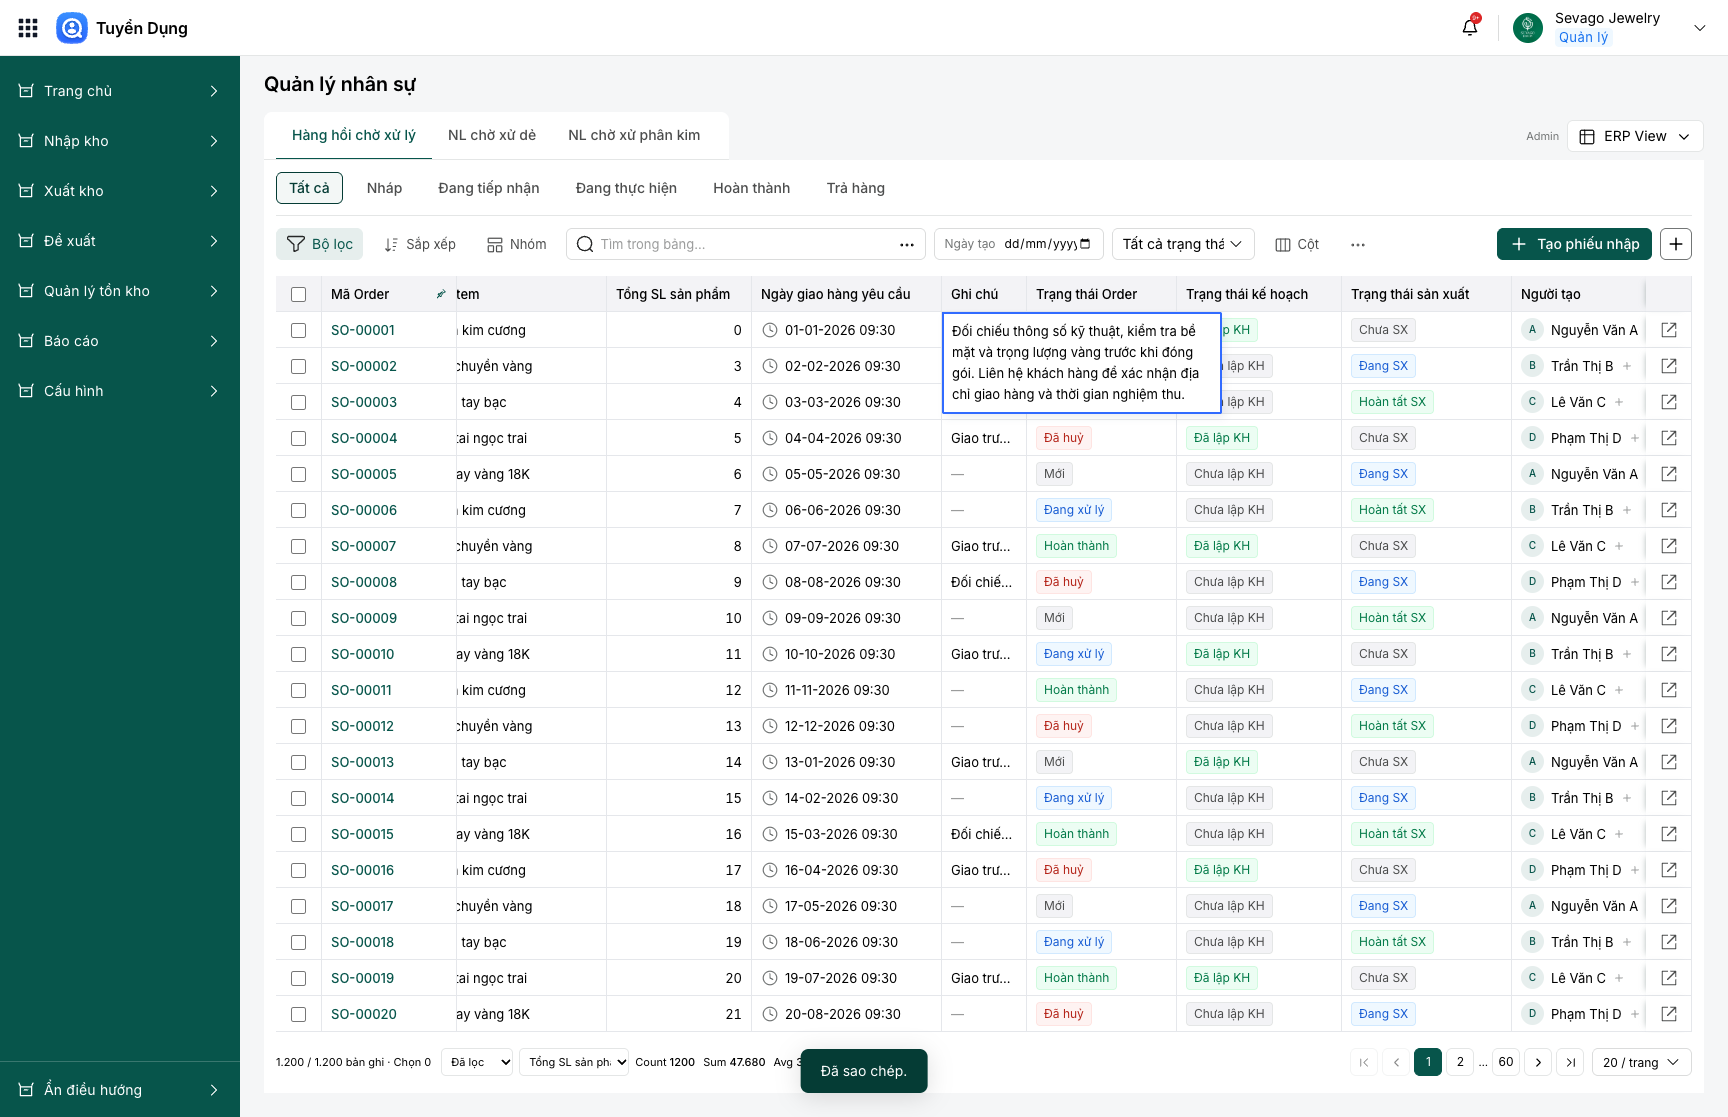 Tuyển Dụng
9+
Sevago Jewelry
Quản lý
Trang chủ
Nhập kho
Xuất kho
Đề xuất
Quản lý tồn kho
Báo cáo
Cấu hình
Ẩn điều hướng
Quản lý nhân sự
Hàng hồi chờ xử lý NL chờ xử dẻ NL chờ xử phân kim
Admin ERP View
Tất cả Nháp Đang tiếp nhận Đang thực hiện Hoàn thành Trả hàng
Bộ lọc Sắp xếp Nhóm Tìm trong bảng... Ngày tạo dd/mm/yyyy Tất cả trạng thá Cột Tạo phiếu nhập
Mã Order tem Tổng SL sản phẩm Ngày giao hàng yêu cầu Ghi chú Trạng thái Order Trạng thái kế hoạch Trạng thái sản xuất Người tạo
SO-00001 kim cương 0 01-01-2026 09:30 p KH Chưa SX A Nguyễn Văn A
SO-00002 chuyền vàng 3 02-02-2026 09:30 lập KH Đang SX B Trần Thị B +
SO-00003 tay bạc 4 03-03-2026 09:30 lập KH Hoàn tất SX C Lê Văn C +
Đối chiếu thông số kỹ thuật, kiểm tra bề
mặt và trọng lượng vàng trước khi đóng
gói. Liên hệ khách hàng để xác nhận địa
chỉ giao hàng và thời gian nghiệm thu.
SO-00004 tai ngọc trai 5 04-04-2026 09:30 Giao trư... Đã huỷ Đã lập KH Chưa SX D Phạm Thị D +
SO-00005 ay vàng 18K 6 05-05-2026 09:30 — Mới Chưa lập KH Đang SX A Nguyễn Văn A
SO-00006 kim cương 7 06-06-2026 09:30 — Đang xử lý Chưa lập KH Hoàn tất SX B Trần Thị B +
SO-00007 chuyền vàng 8 07-07-2026 09:30 Giao trư... Hoàn thành Đã lập KH Chưa SX C Lê Văn C +
SO-00008 tay bạc 9 08-08-2026 09:30 Đối chiế... Đã huỷ Chưa lập KH Đang SX D Phạm Thị D +
SO-00009 tai ngọc trai 10 09-09-2026 09:30 — Mới Chưa lập KH Hoàn tất SX A Nguyễn Văn A
SO-00010 ay vàng 18K 11 10-10-2026 09:30 Giao trư... Đang xử lý Đã lập KH Chưa SX B Trần Thị B +
SO-00011 kim cương 12 11-11-2026 09:30 — Hoàn thành Chưa lập KH Đang SX C Lê Văn C +
SO-00012 chuyền vàng 13 12-12-2026 09:30 — Đã huỷ Chưa lập KH Hoàn tất SX D Phạm Thị D +
SO-00013 tay bạc 14 13-01-2026 09:30 Giao trư... Mới Đã lập KH Chưa SX A Nguyễn Văn A
SO-00014 tai ngọc trai 15 14-02-2026 09:30 — Đang xử lý Chưa lập KH Đang SX B Trần Thị B +
SO-00015 ay vàng 18K 16 15-03-2026 09:30 Đối chiế... Hoàn thành Chưa lập KH Hoàn tất SX C Lê Văn C +
SO-00016 kim cương 17 16-04-2026 09:30 Giao trư... Đã huỷ Đã lập KH Chưa SX D Phạm Thị D +
SO-00017 chuyền vàng 18 17-05-2026 09:30 — Mới Chưa lập KH Đang SX A Nguyễn Văn A
SO-00018 tay bạc 19 18-06-2026 09:30 — Đang xử lý Chưa lập KH Hoàn tất SX B Trần Thị B +
SO-00019 tai ngọc trai 20 19-07-2026 09:30 Giao trư... Hoàn thành Đã lập KH Chưa SX C Lê Văn C +
SO-00020 ay vàng 18K 21 20-08-2026 09:30 — Đã huỷ Chưa lập KH Đang SX D Phạm Thị D +
1.200 / 1.200 bản ghi · Chọn 0 Đã lọc Tổng SL sản phẩ Count 1200 Sum 47.680 Avg 3 1 2 ... 60 20 / trang
Đã sao chép.